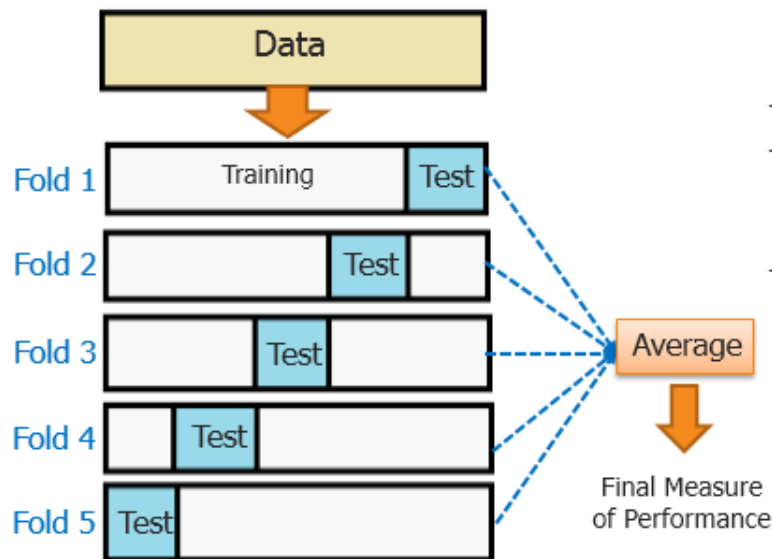 Data
Fold 1
Training
Test
Fold 2
Test
Fold 3
Test
Fold 4
Test
Fold 5
Test
Average
Final Measure
of Performance